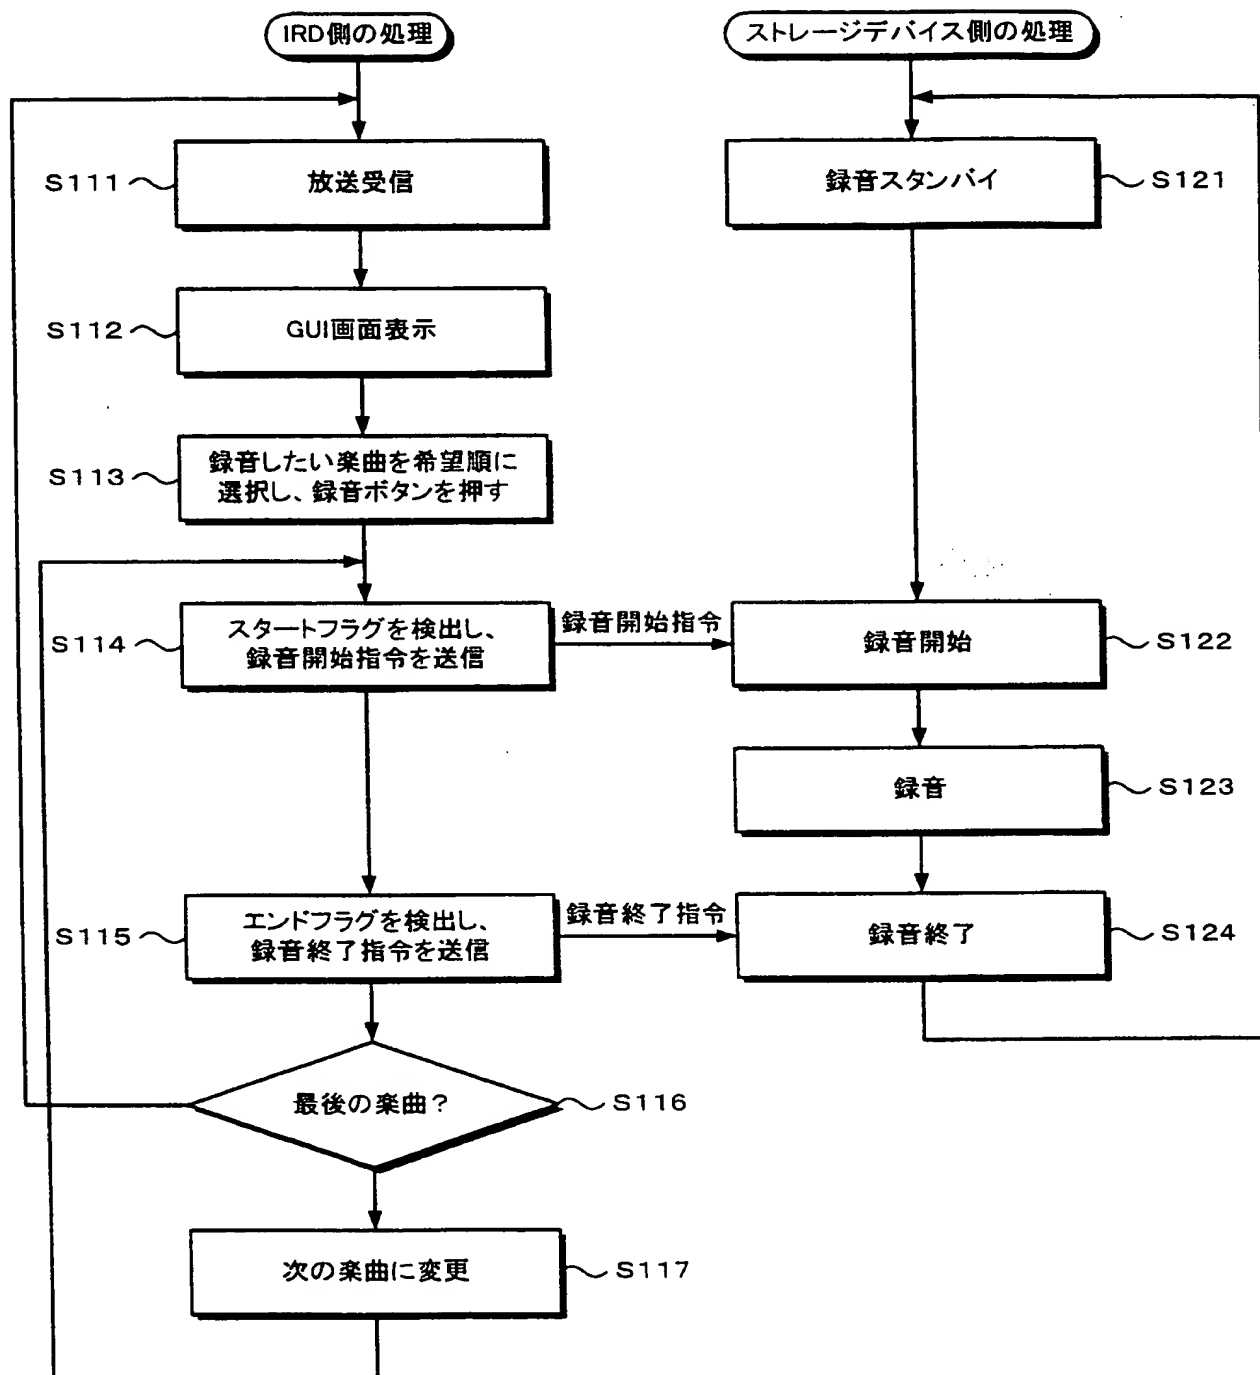 IRD側の処理
ストレージデバイス側の処理
S111
放送受信
録音スタンバイ
S121
S112
GUI画面表示
S113
録音したい楽曲を希望順に
選択し、録音ボタンを押す
S114
スタートフラグを検出し、
録音開始指令を送信
録音開始指令
録音開始
S122
録音
S123
S115
エンドフラグを検出し、
録音終了指令を送信
録音終了指令
録音終了
S124
最後の楽曲?
S116
次の楽曲に変更
S117